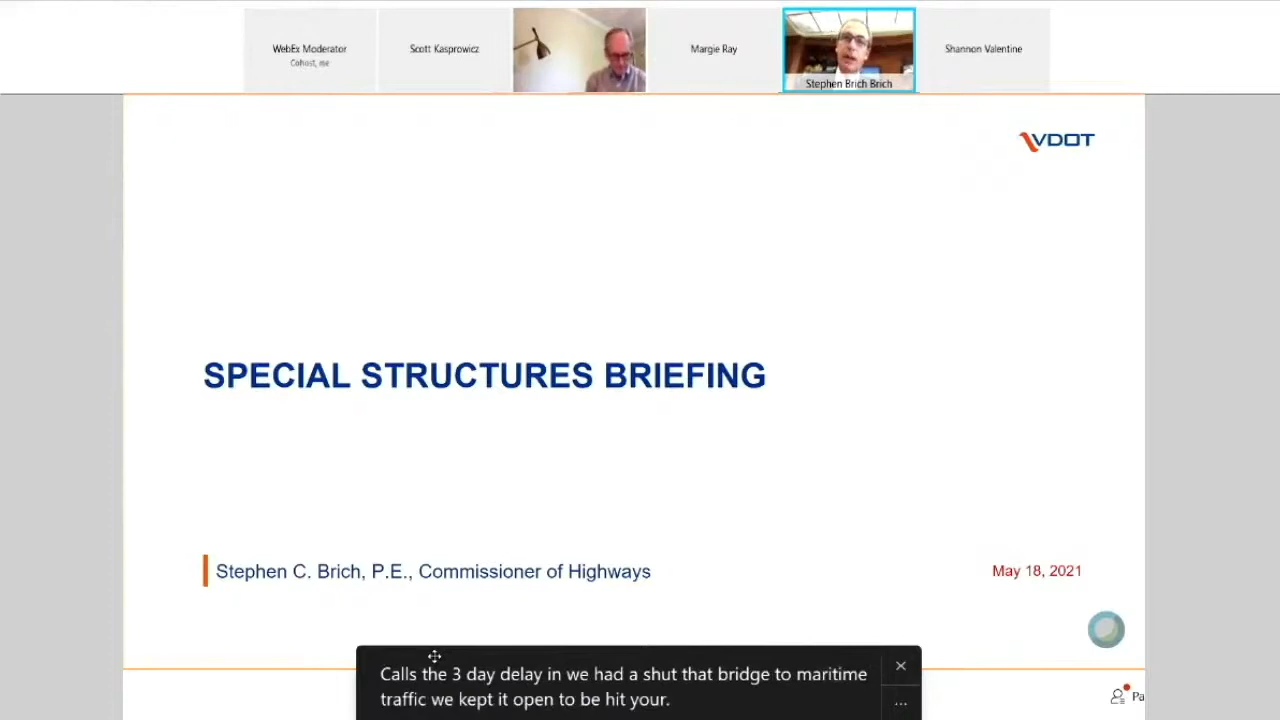 WebEx Moderator
Cohost, me
Scott Kasprowicz
Margie Ray
Stephen Brich Brich
Shannon Valentine
VDOT
SPECIAL STRUCTURES BRIEFING
Stephen C. Brich, P.E., Commissioner of Highways
May 18, 2021
Calls the 3 day delay in we had a shut that bridge to maritime
traffic we kept it open to be hit your.
Pa